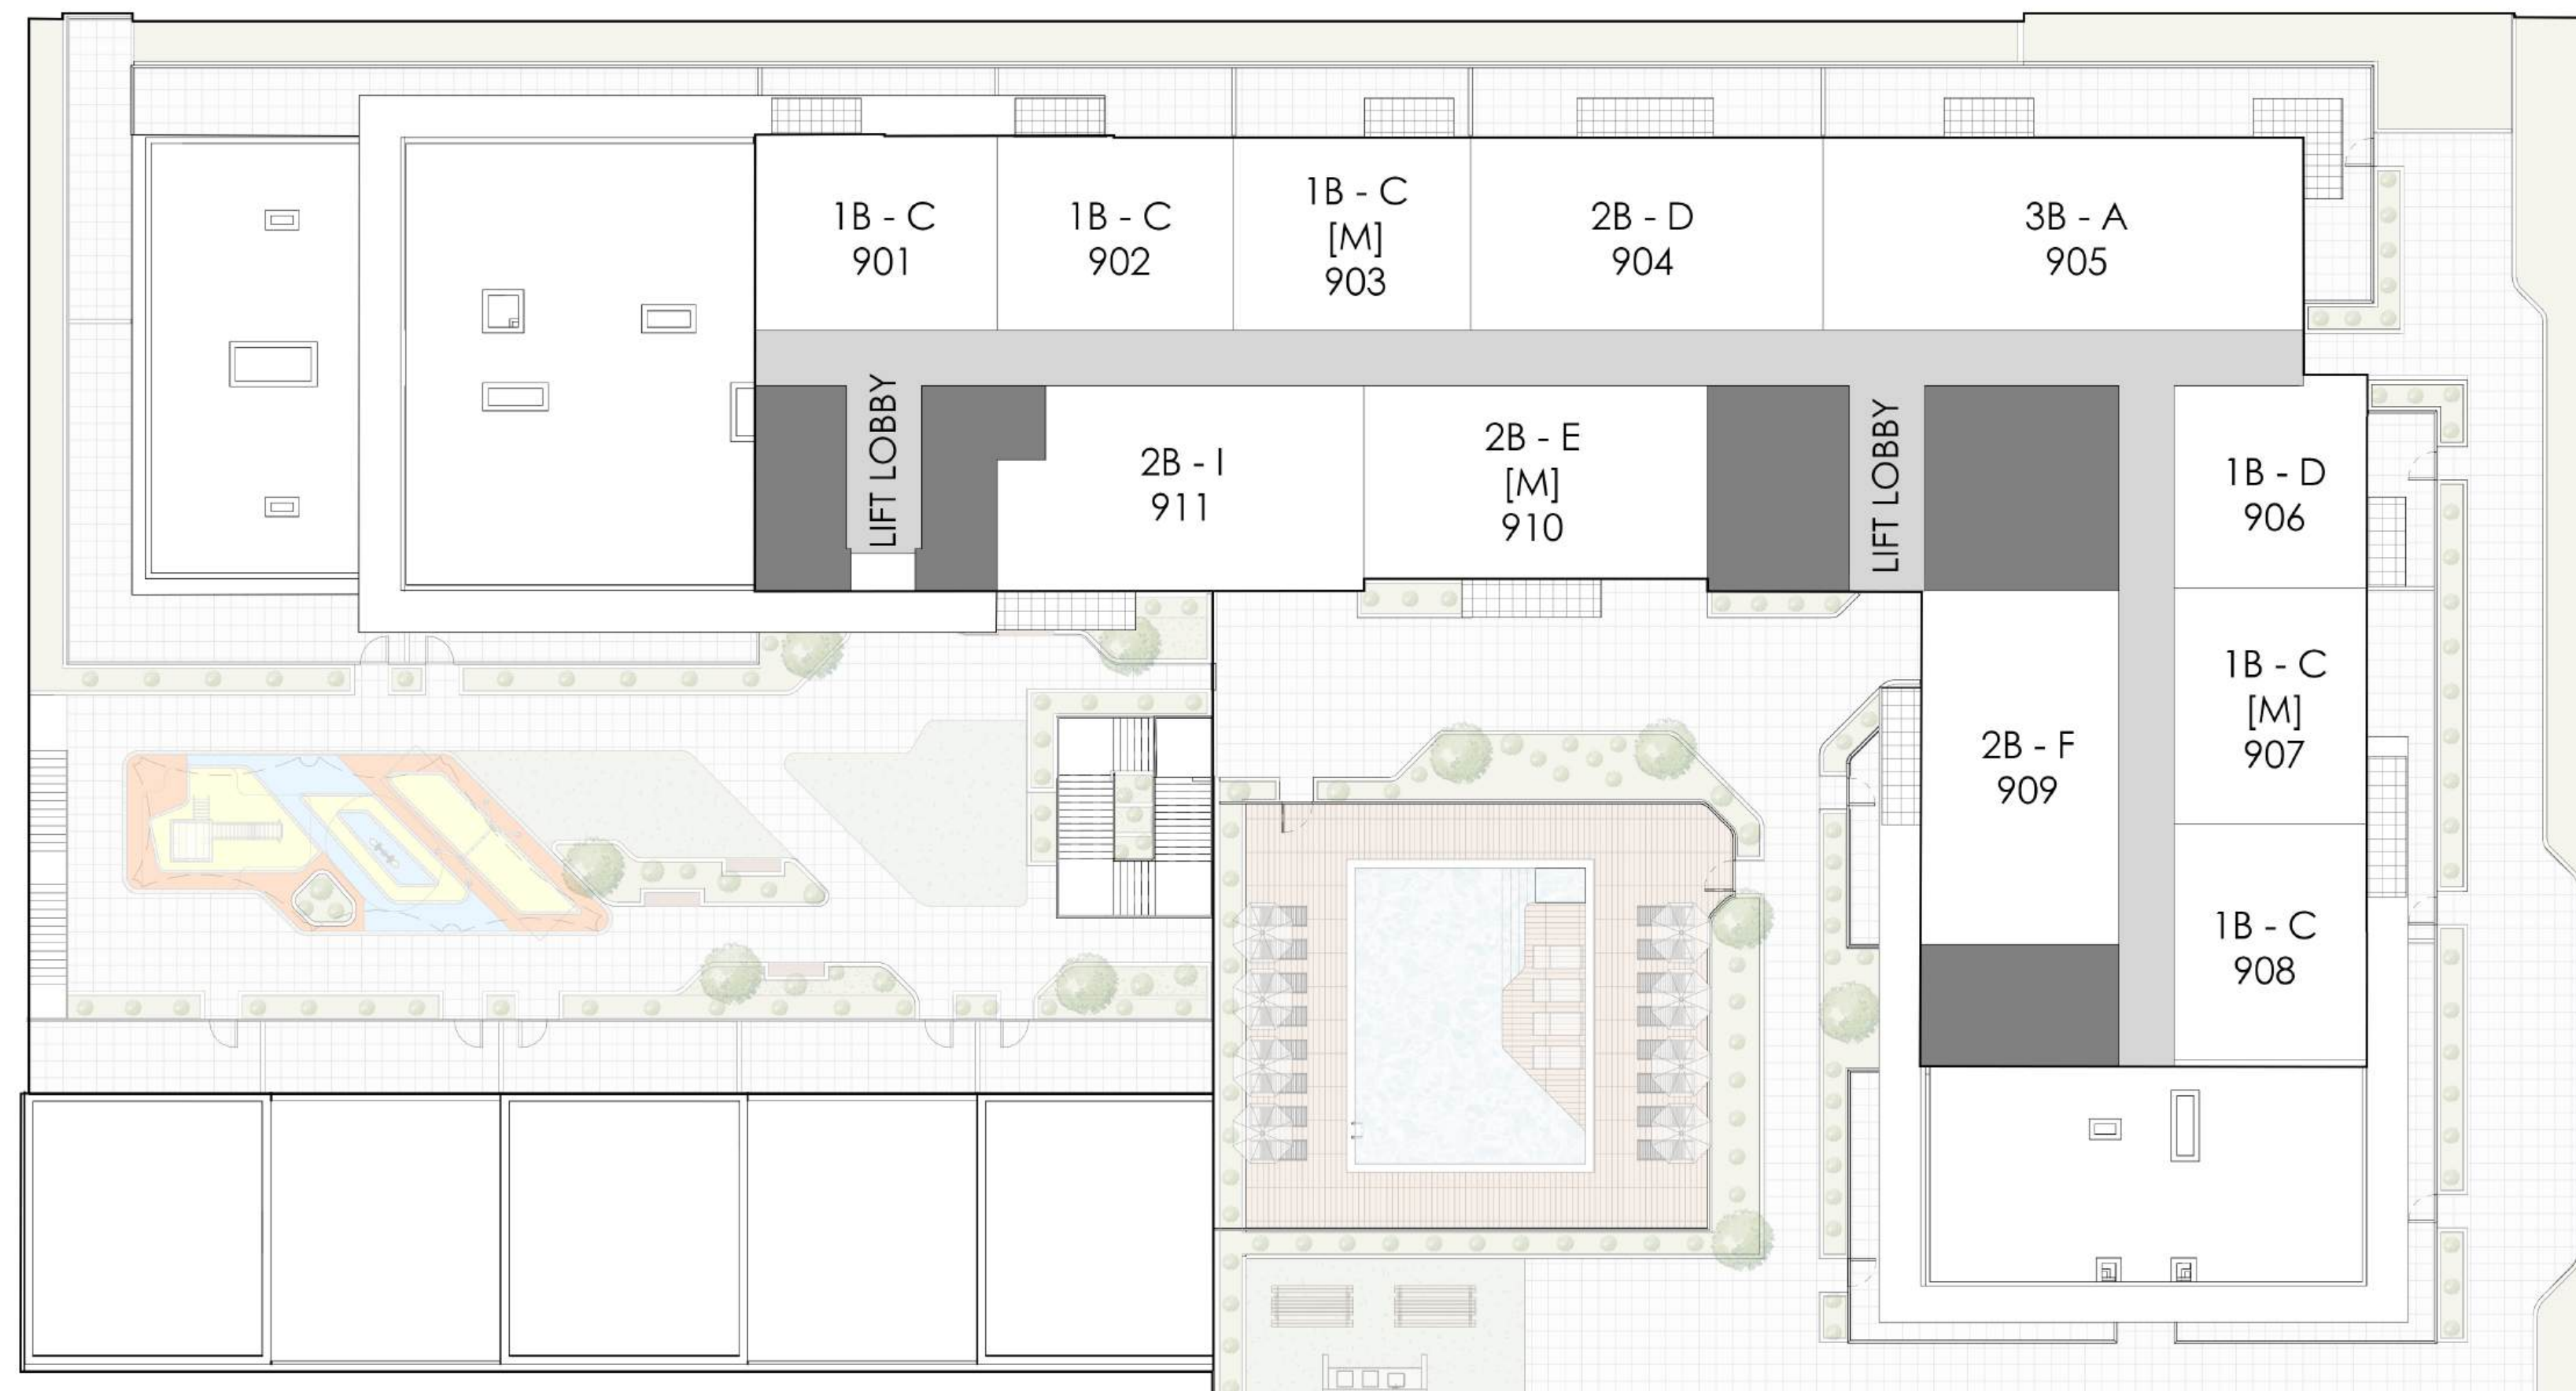 1B - C
901
1B - C
902
1B - C
[M]
903
2B - D
904
3B - A
905
LIFT LOBBY
2B - I
911
2B - E
[M]
910
LIFT LOBBY
1B - D
906
1B - C
[M]
907
2B - F
909
1B - C
908